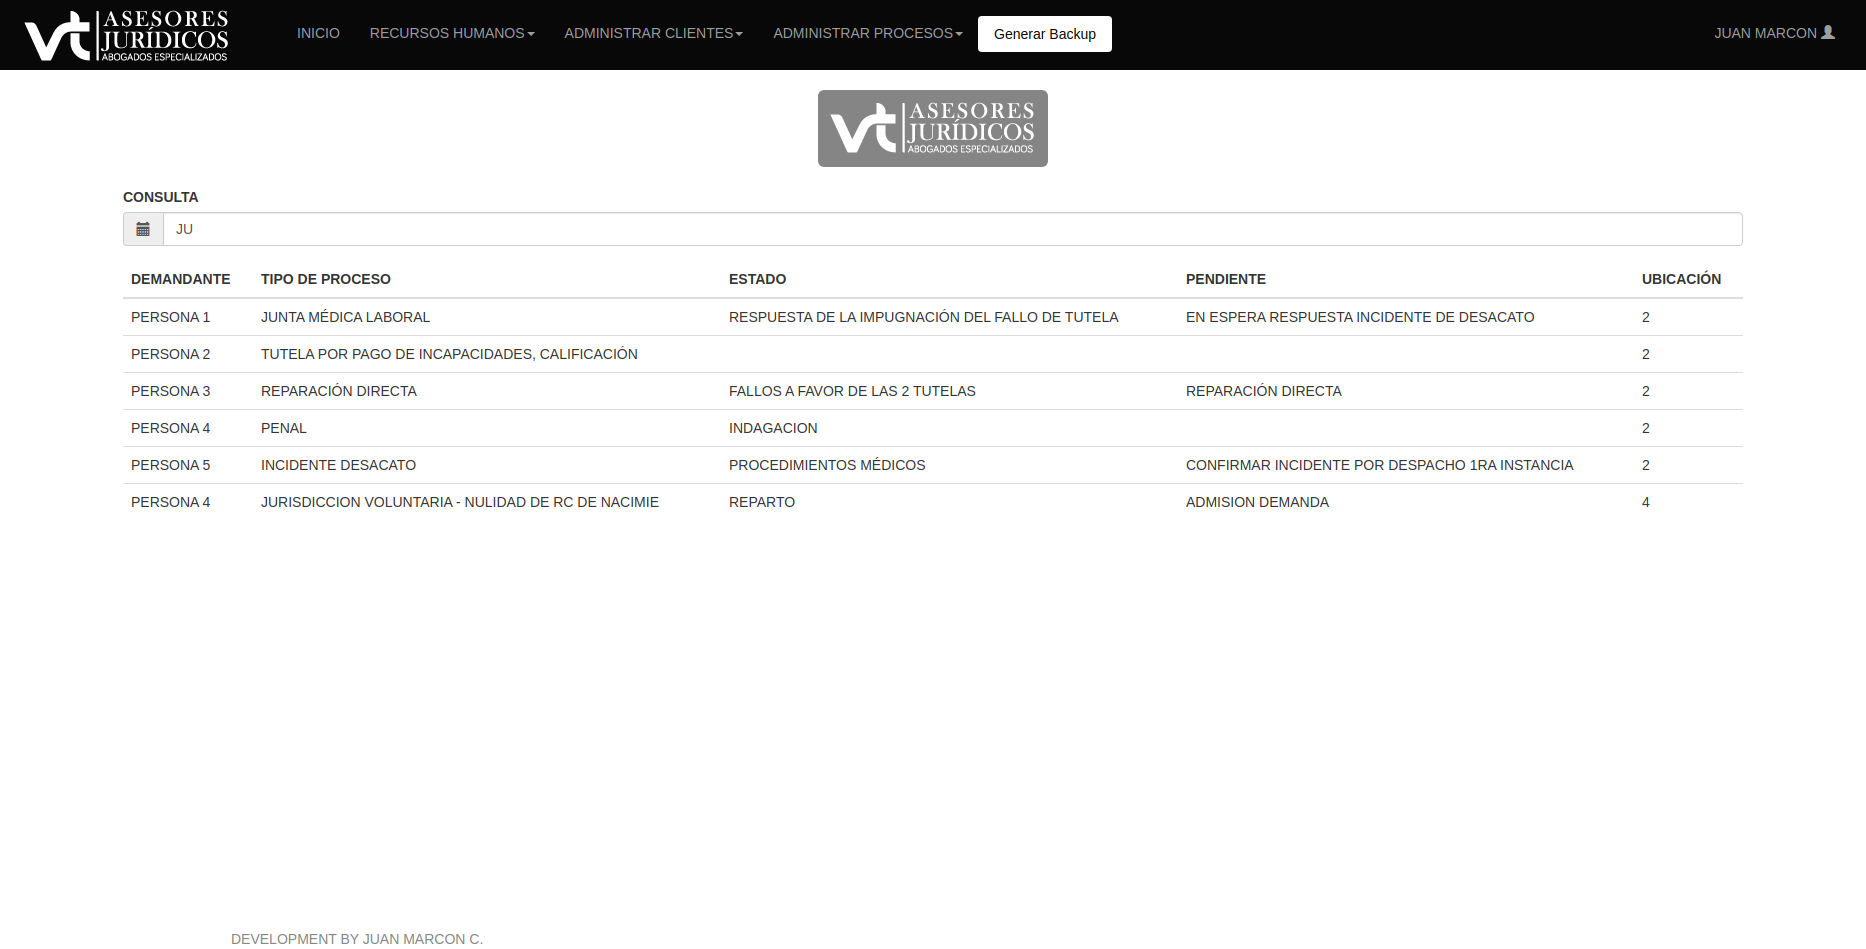 vt ASESORES
JURÍDICOS
ABOGADOS ESPECIALIZADOS
INICIO RECURSOS HUMANOS ADMINISTRAR CLIENTES ADMINISTRAR PROCESOS Generar Backup JUAN MARCON
vt ASESORES
JURÍDICOS
ABOGADOS ESPECIALIZADOS
CONSULTA
JU
DEMANDANTE TIPO DE PROCESO ESTADO PENDIENTE UBICACIÓN
PERSONA 1 JUNTA MÉDICA LABORAL RESPUESTA DE LA IMPUGNACIÓN DEL FALLO DE TUTELA EN ESPERA RESPUESTA INCIDENTE DE DESACATO 2
PERSONA 2 TUTELA POR PAGO DE INCAPACIDADES, CALIFICACIÓN 2
PERSONA 3 REPARACIÓN DIRECTA FALLOS A FAVOR DE LAS 2 TUTELAS REPARACIÓN DIRECTA 2
PERSONA 4 PENAL INDAGACION 2
PERSONA 5 INCIDENTE DESACATO PROCEDIMIENTOS MÉDICOS CONFIRMAR INCIDENTE POR DESPACHO 1RA INSTANCIA 2
PERSONA 4 JURISDICCION VOLUNTARIA - NULIDAD DE RC DE NACIMIE REPARTO ADMISION DEMANDA 4
DEVELOPMENT BY JUAN MARCON C.